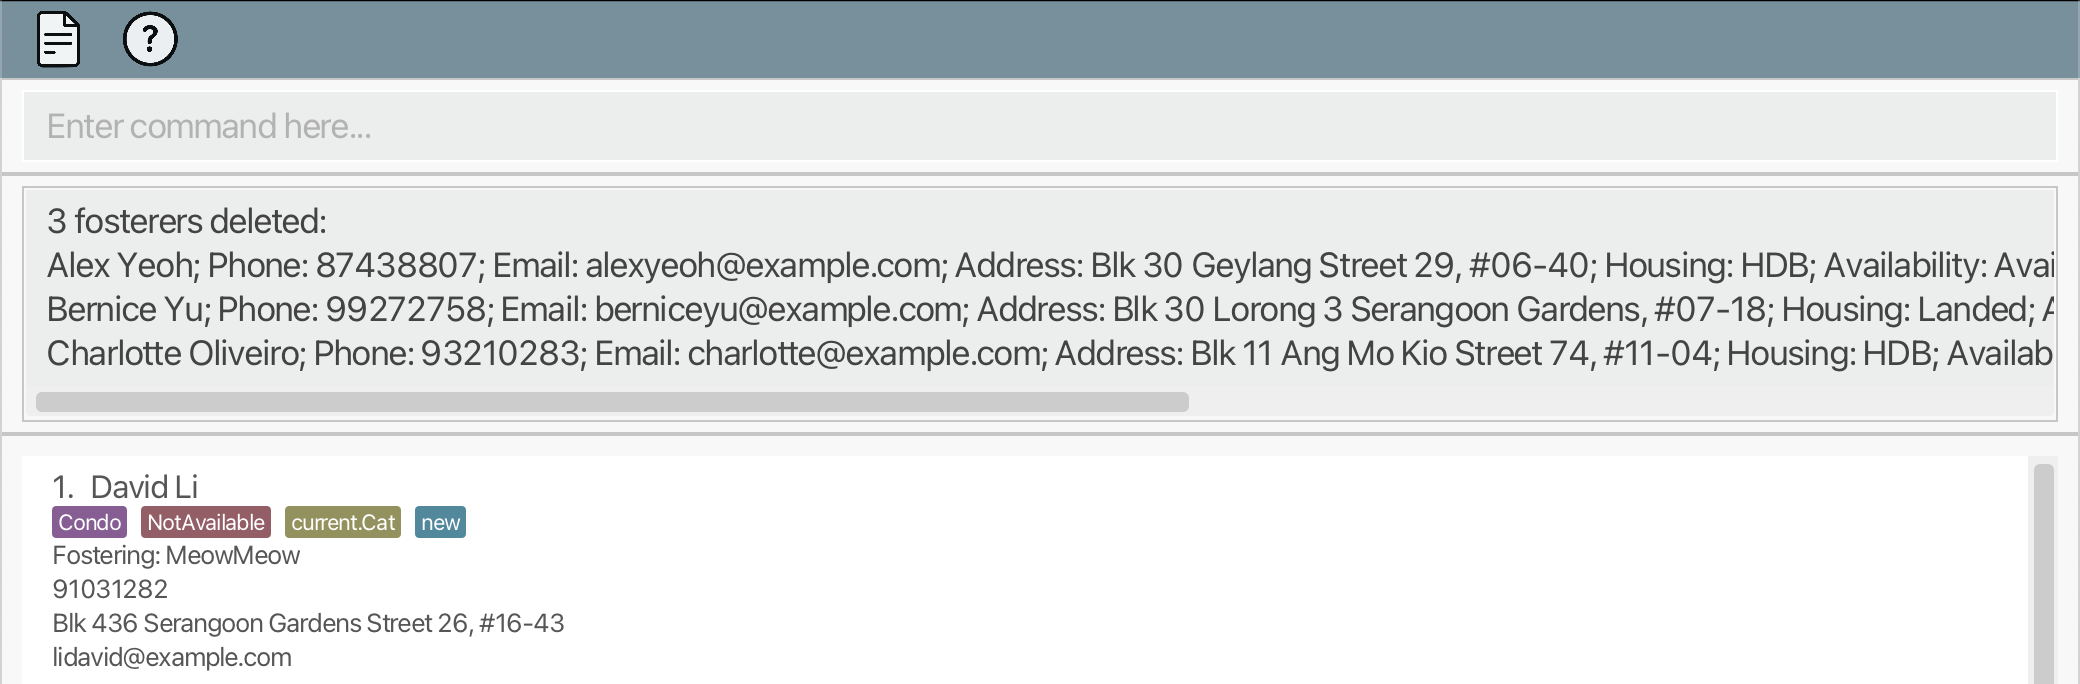 ?
Enter command here...
3 fosterers deleted:
Alex Yeoh; Phone: 87438807; Email: alexyeoh@example.com; Address: Blk 30 Geylang Street 29, #06-40; Housing: HDB; Availability: Avai
Bernice Yu; Phone: 99272758; Email: berniceyu@example.com; Address: Blk 30 Lorong 3 Serangoon Gardens, #07-18; Housing: Landed; A
Charlotte Oliveiro; Phone: 93210283; Email: charlotte@example.com; Address: Blk 11 Ang Mo Kio Street 74, #11-04; Housing: HDB; Availab
1. David Li
Condo NotAvailable current.Cat new
Fostering: MeowMeow
91031282
Blk 436 Serangoon Gardens Street 26, #16-43
lidavid@example.com